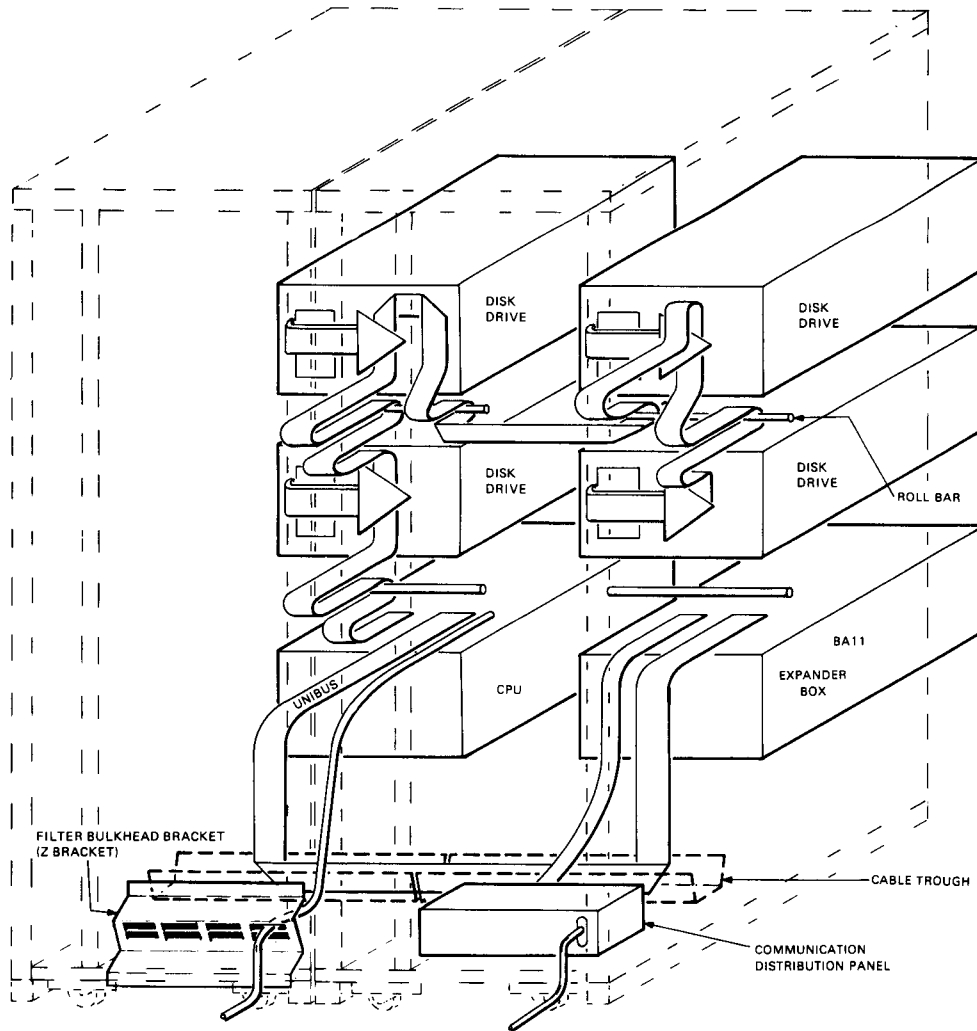 DISK
DRIVE
DISK
DRIVE
DISK
DRIVE
DISK
DRIVE
ROLL BAR
BA11
EXPANDER
BOX
CPU
UNIBUS
FILTER BULKHEAD BRACKET
(Z BRACKET)
CABLE TROUGH
COMMUNICATION
DISTRIBUTION PANEL